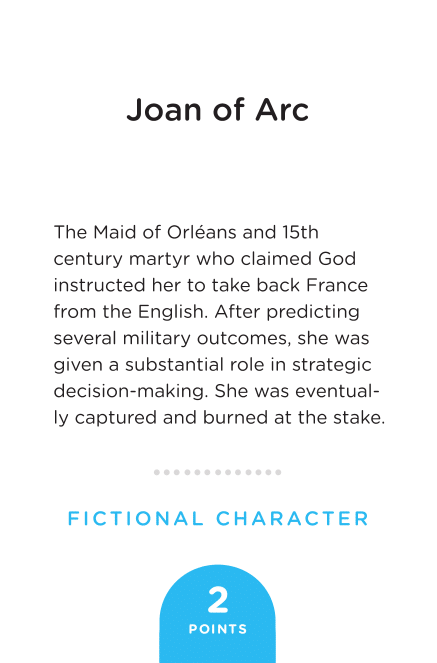 Joan of Arc
The Maid of Orléans and 15th
century martyr who claimed God
instructed her to take back France
from the English. After predicting
several military outcomes, she was
given a substantial role in strategic
decision-making. She was eventual-
ly captured and burned at the stake.
FICTIONAL CHARACTER
2
POINTS